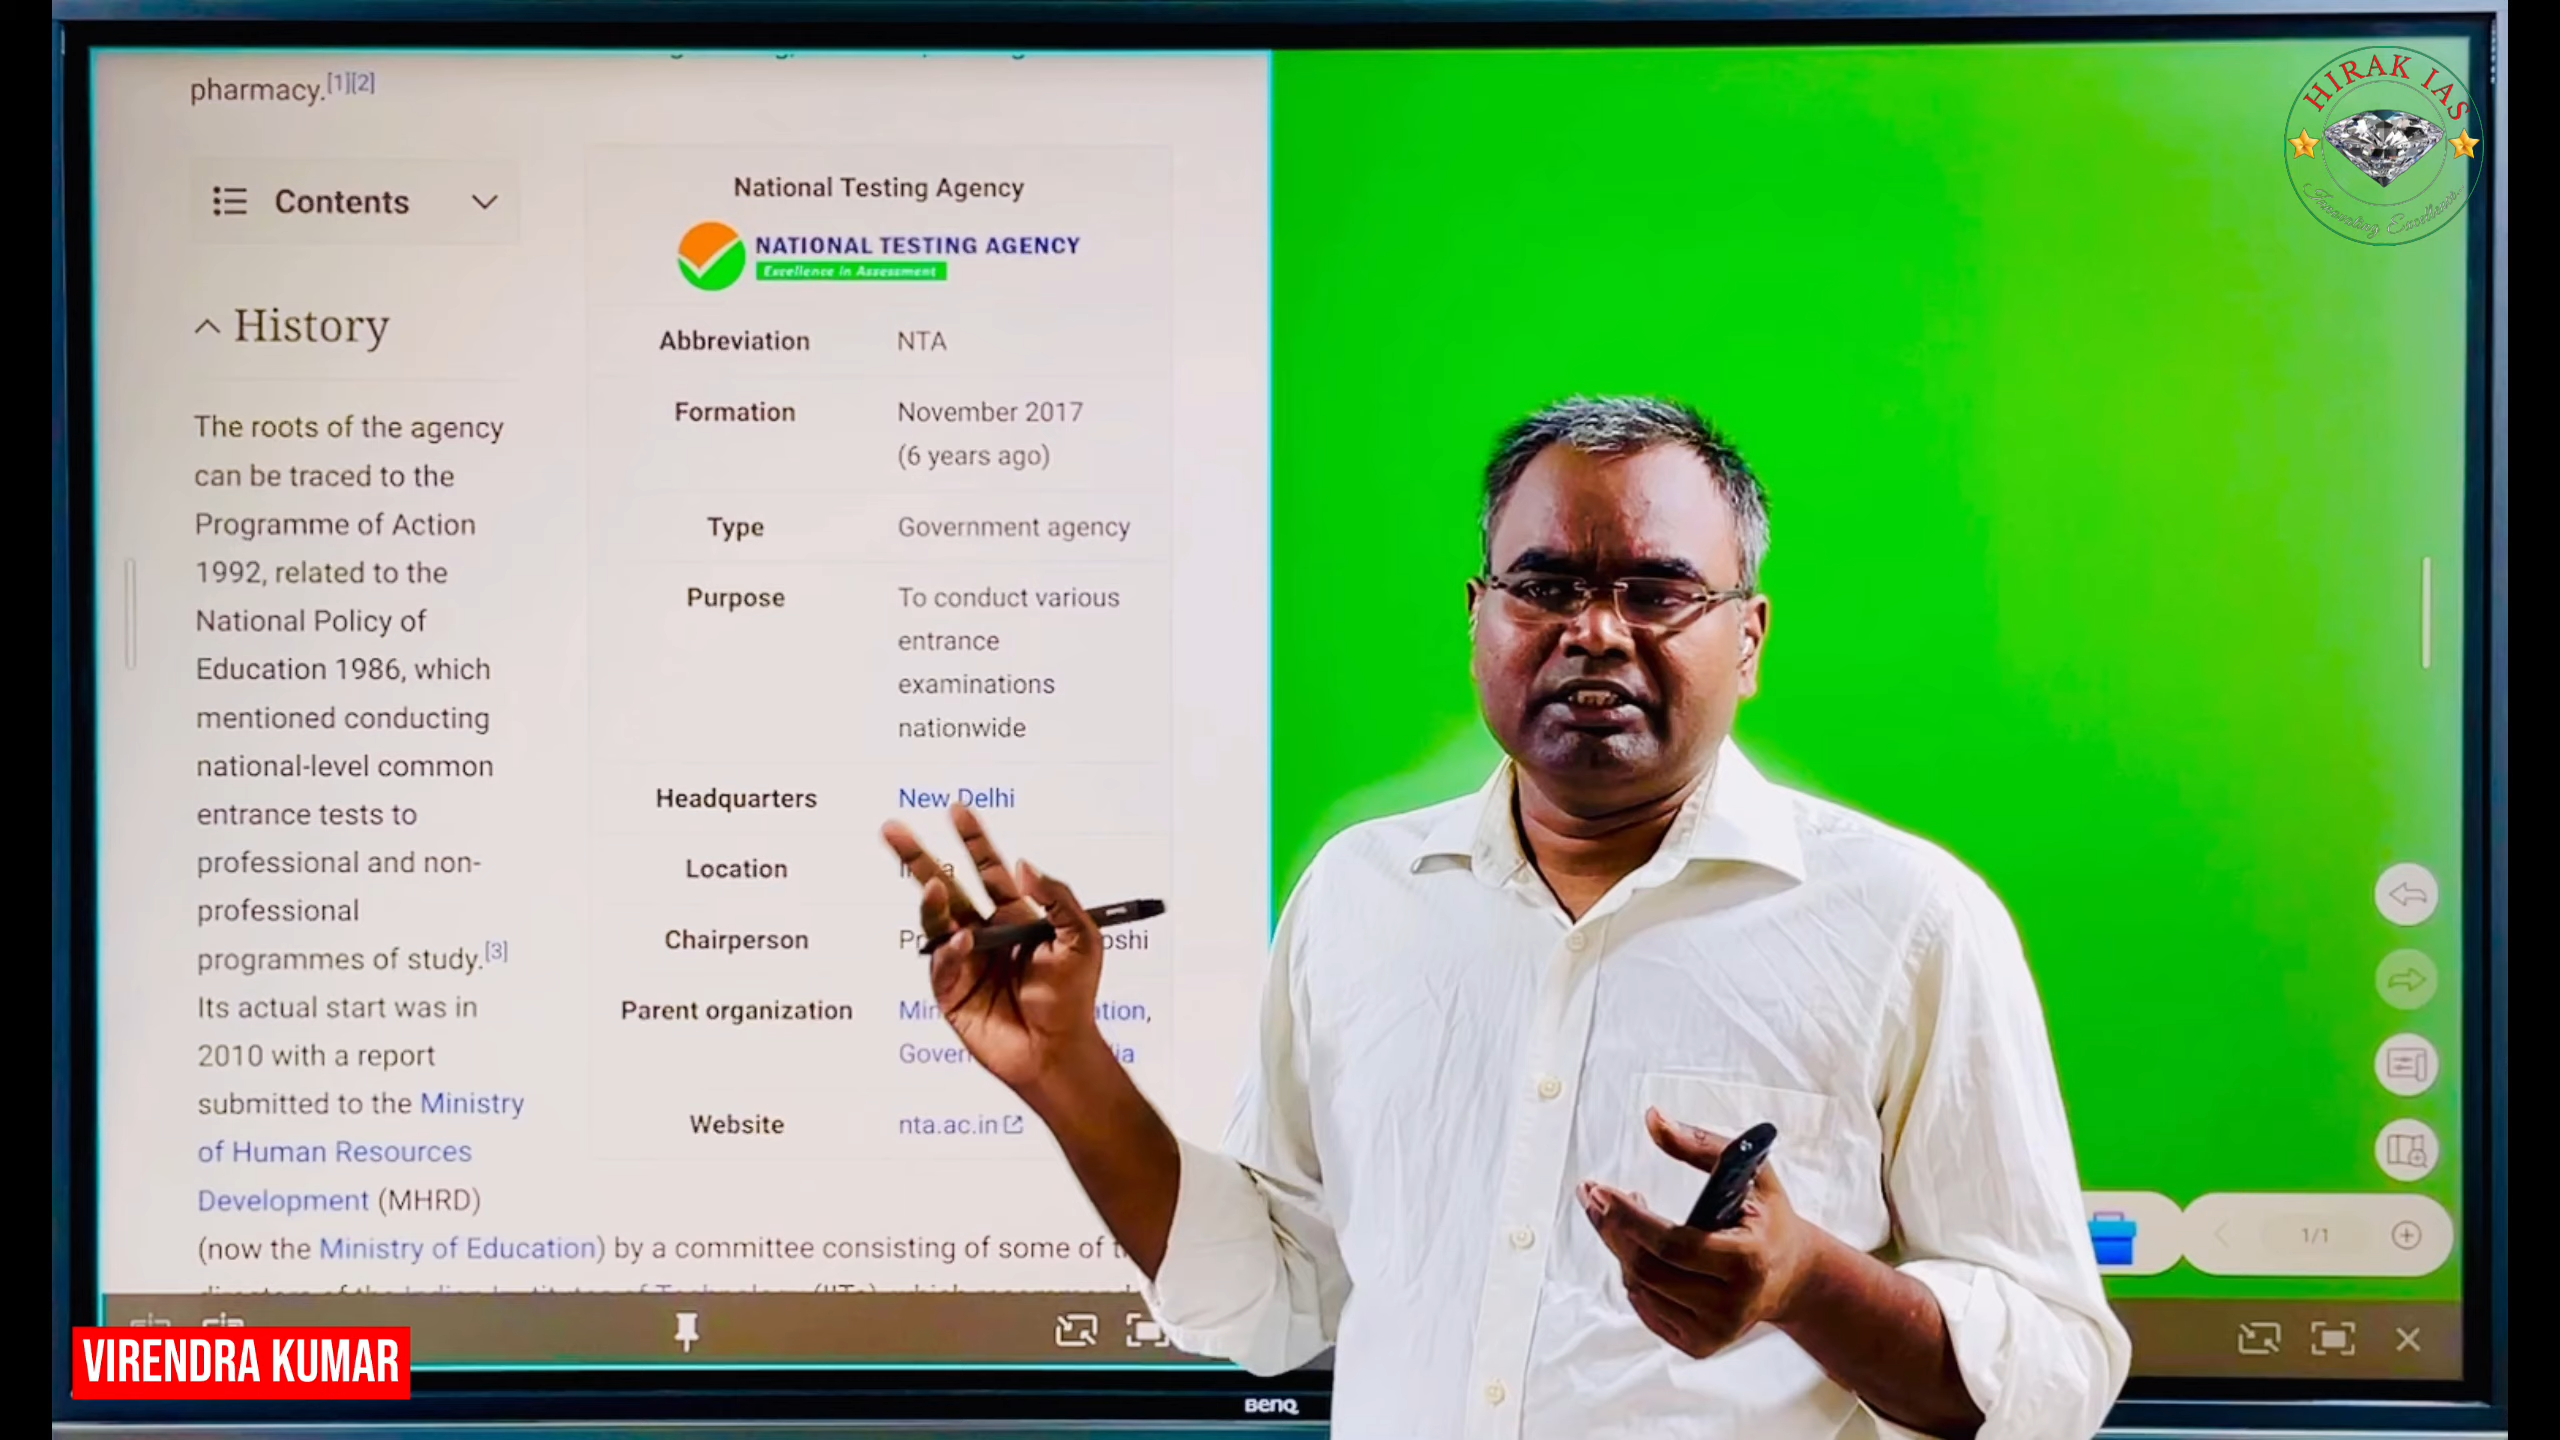 pharmacy.[1][2]
Contents
History
The roots of the agency
can be traced to the
Programme of Action
1992, related to the
National Policy of
Education 1986, which
mentioned conducting
national-level common
entrance tests to
professional and non-
professional
programmes of study.[3]
Its actual start was in
2010 with a report
submitted to the Ministry
of Human Resources
Development (MHRD)
(now the Ministry of Education) by a committee consisting of some of
National Testing Agency
NATIONAL TESTING AGENCY
Excellence in Assessment
Abbreviation NTA
Formation November 2017
(6 years ago)
Type Government agency
Purpose To conduct various
entrance
examinations
nationwide
Headquarters New Delhi
Location
Chairperson
Parent organization
Website nta.ac.in
HIRAK IAS
1/1
BenQ
VIRENDRA KUMAR